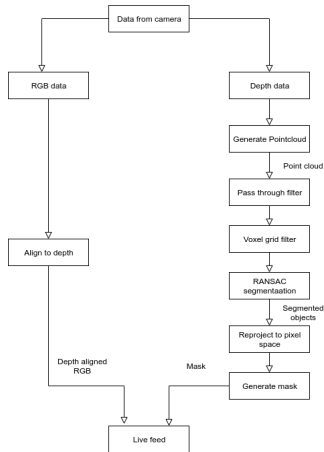 Data from camera
RGB data
Depth data
Generate Pointcloud
Point cloud
Pass through filter
Voxel grid filter
Align to depth
RANSAC
segmentaation
Segmented
objects
Reproject to pixel
space
Depth aligned
RGB
Mask
Generate mask
Live feed